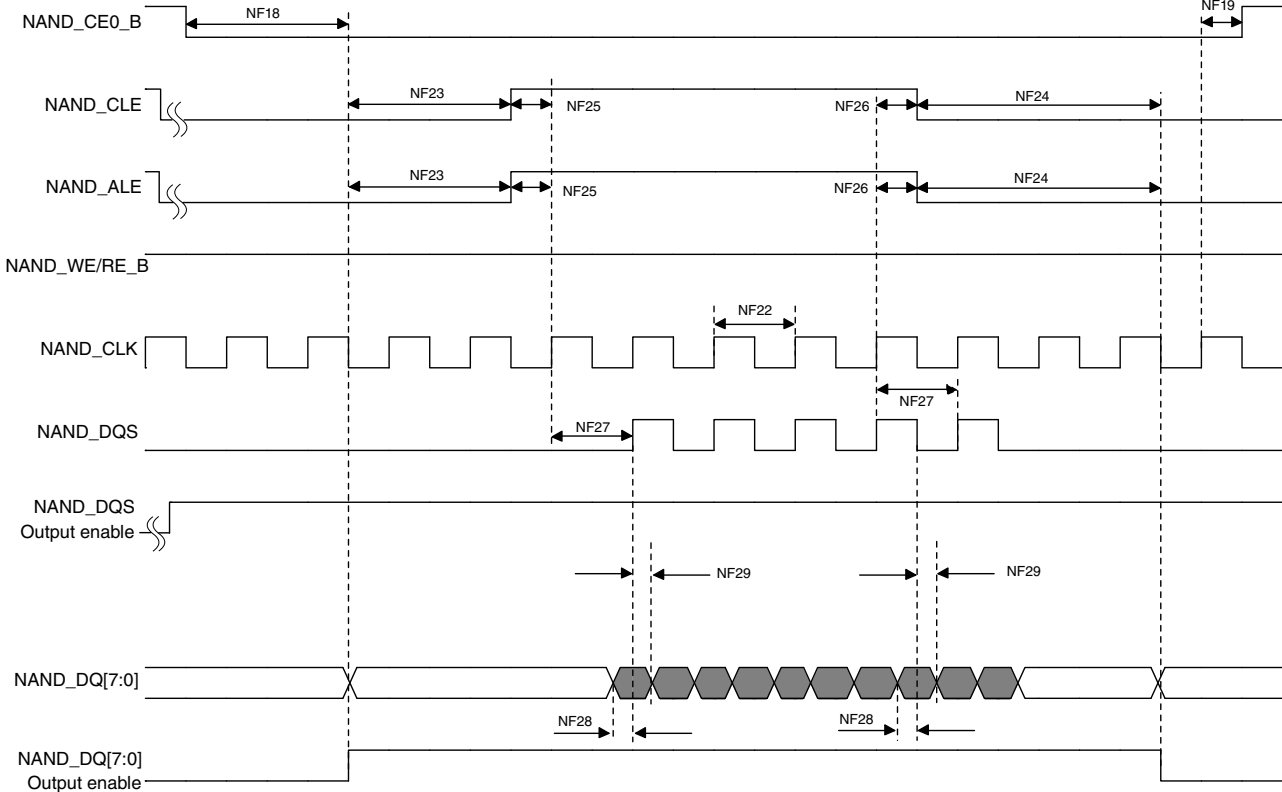 NF18
NF19
NAND_CE0_B
NF23
NF24
NAND_CLE
NF25
NF26
NF23
NF24
NAND_ALE
NF25
NF26
NAND_WE/RE_B
NF22
NAND_CLK
NF27
NF27
NAND_DQS
NAND_DQS
Output enable
NF29
NF29
NAND_DQ[7:0]
NF28
NF28
NAND_DQ[7:0]
Output enable